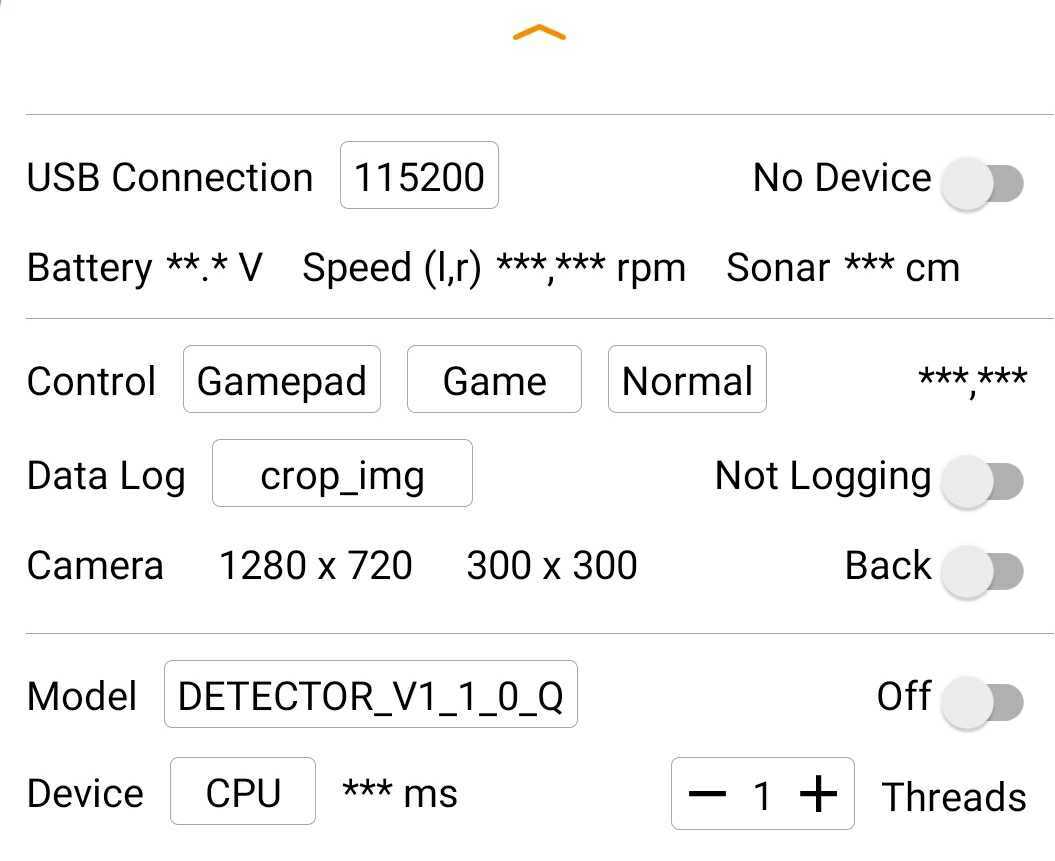 USB Connection 115200 No Device
Battery **.* V Speed (l,r) ***,*** rpm Sonar *** cm
Control Gamepad Game Normal ***,***
Data Log crop_img Not Logging
Camera 1280 x 720 300 x 300 Back
Model DETECTOR_V1_1_0_Q Off
Device CPU *** ms − 1 + Threads